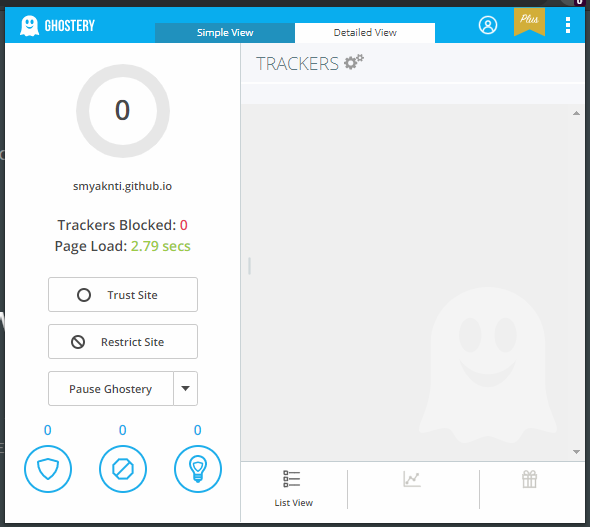 GHOSTERY
Simple View
Detailed View
Plus
0
smyaknti.github.io
Trackers Blocked: 0
Page Load: 2.79 secs
Trust Site
Restrict Site
Pause Ghostery
0 0 0
TRACKERS
List View